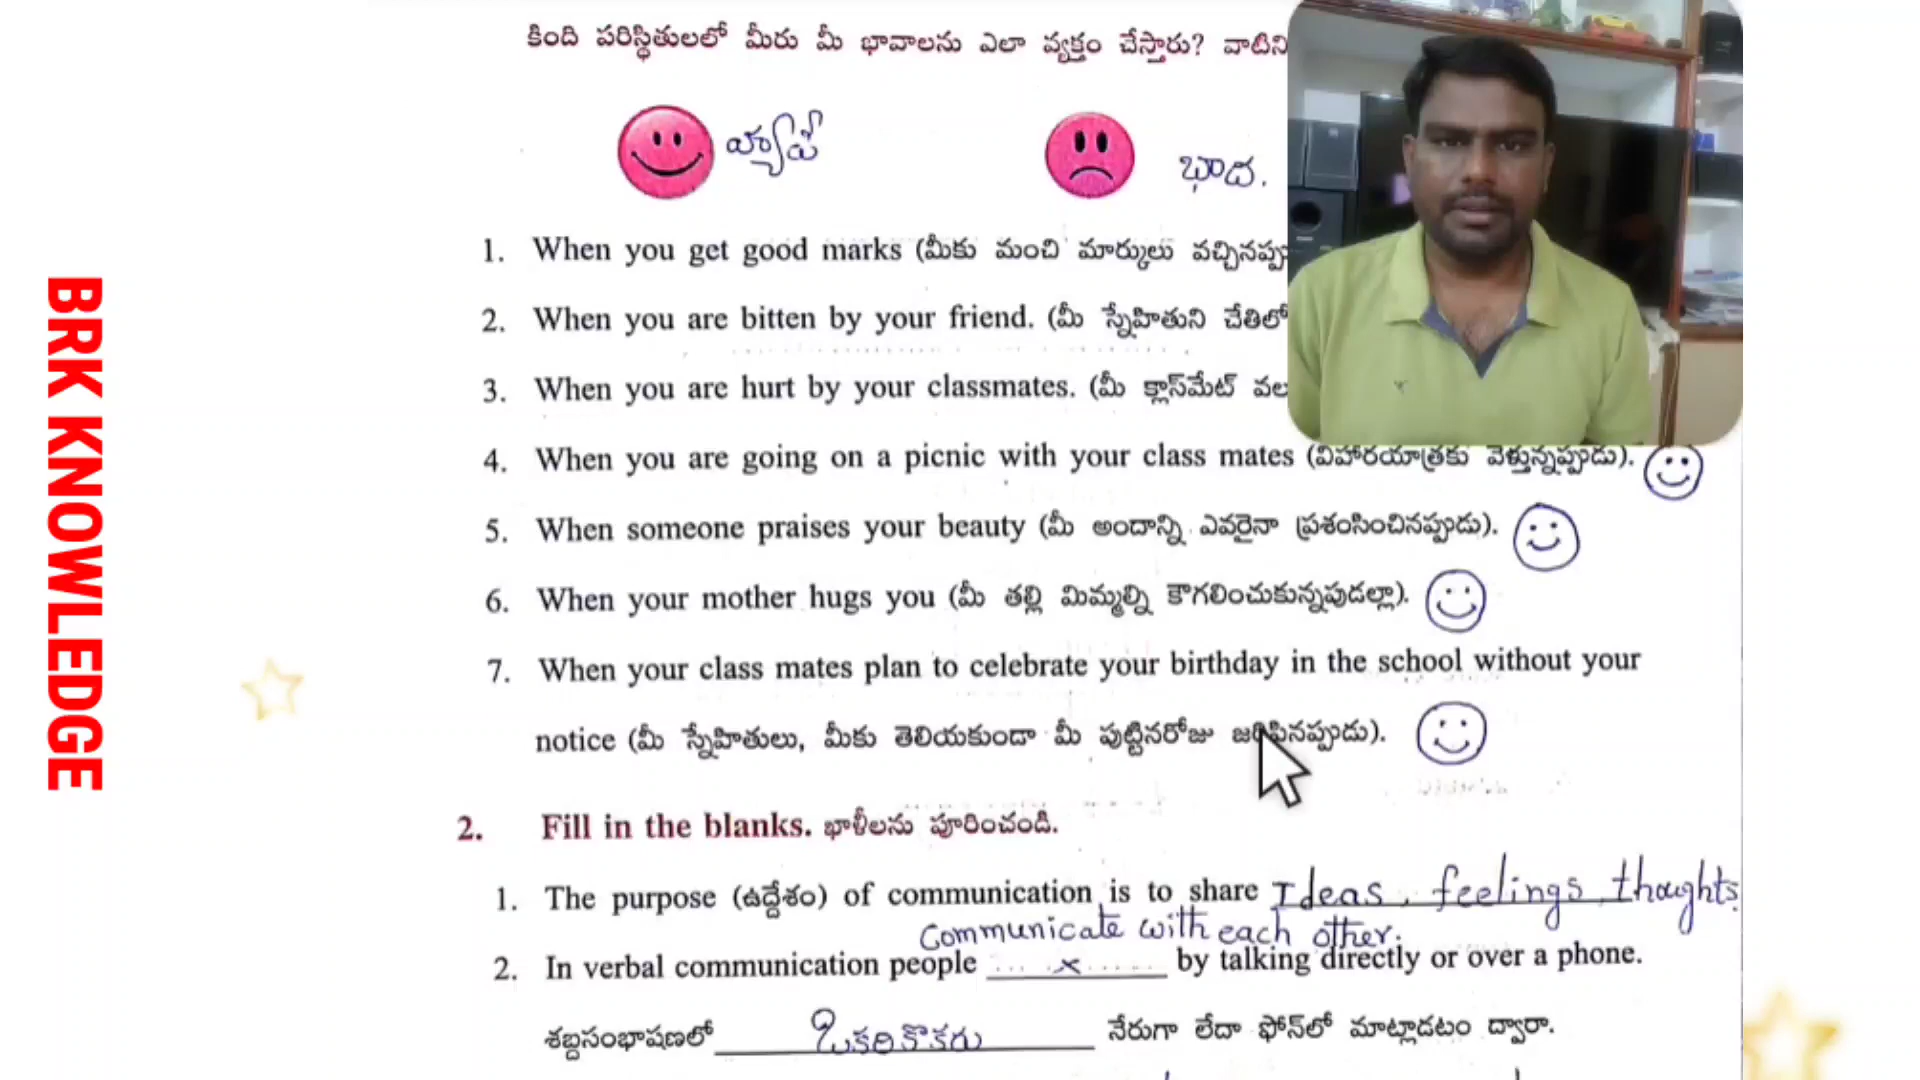 BRK KNOWLEDGE
కింది పరిస్థితులలో మీరు మీ భావాలను ఎలా వ్యక్తం చేస్తారు? వాటిని
హ్యాపీ
భాద.
1. When you get good marks (మీకు మంచి మార్కులు వచ్చినప్పు
2. When you are bitten by your friend. (మీ స్నేహితుని చేతిలో
3. When you are hurt by your classmates. (మీ క్లాస్‌మేట్ వల
4. When you are going on a picnic with your class mates (విహారయాత్రకు వెళ్తున్నప్పుడు).
5. When someone praises your beauty (మీ అందాన్ని ఎవరైనా ప్రశంసించినప్పుడు).
6. When your mother hugs you (మీ తల్లి మిమ్మల్ని కౌగలించుకున్నపుడల్లా).
7. When your class mates plan to celebrate your birthday in the school without your
notice (మీ స్నేహితులు, మీకు తెలియకుండా మీ పుట్టినరోజు జరిపినప్పుడు).
2. Fill in the blanks. ఖాళీలను పూరించండి.
1. The purpose (ఉద్దేశం) of communication is to share Ideas, feelings, thoughts.
Communicate with each other.
2. In verbal communication people x by talking directly or over a phone.
శబ్దసంభాషణలో ఒకరికొకరు నేరుగా లేదా ఫోన్‌లో మాట్లాడటం ద్వారా.